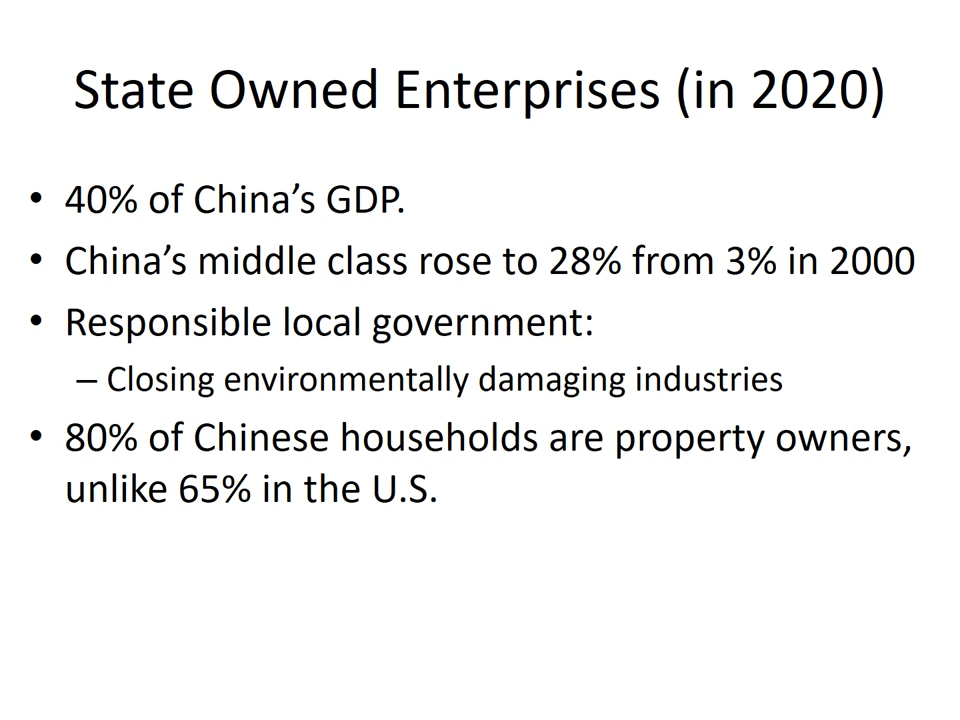 State Owned Enterprises (in 2020)
• 40% of China’s GDP.
• China’s middle class rose to 28% from 3% in 2000
• Responsible local government:
– Closing environmentally damaging industries
• 80% of Chinese households are property owners,
unlike 65% in the U.S.